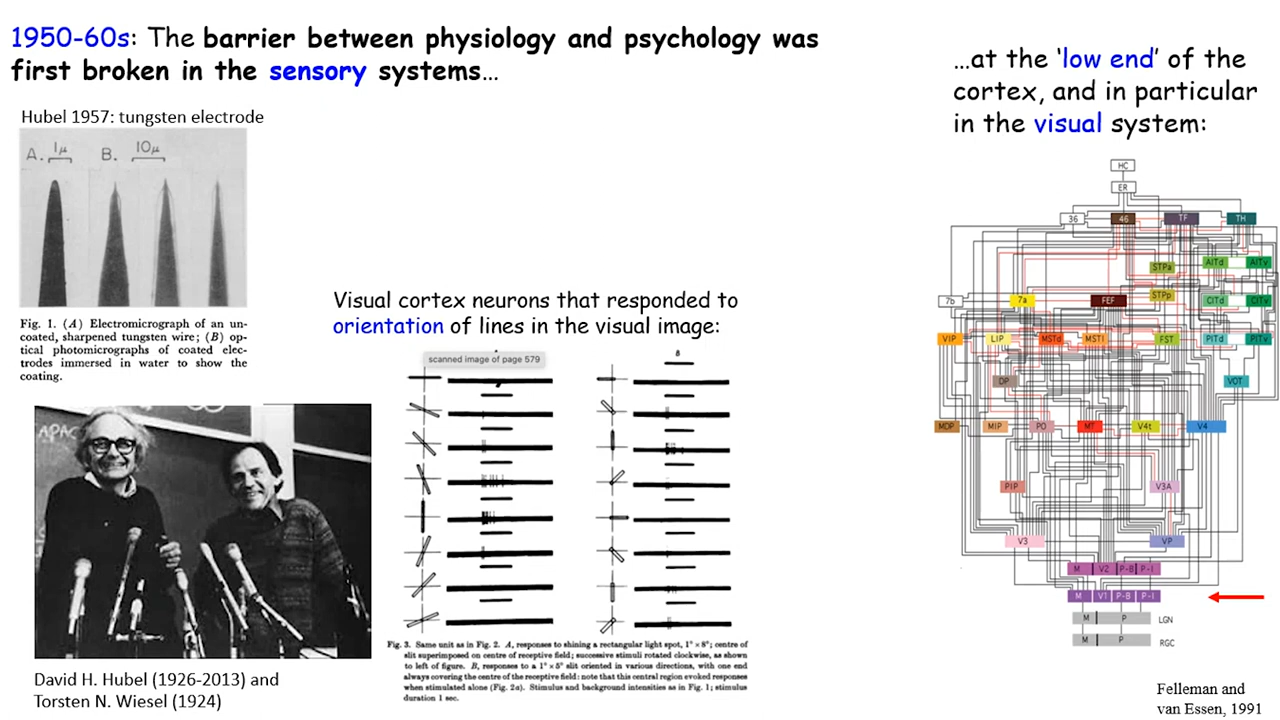 1950-60s: The barrier between physiology and psychology was
first broken in the sensory systems…
Hubel 1957: tungsten electrode
A. 1μ B. 10μ
Fig. 1. (A) Electromicrograph of an un-
coated, sharpened tungsten wire; (B) op-
tical photomicrographs of coated elec-
trodes immersed in water to show the
coating.
APAC
David H. Hubel (1926-2013) and
Torsten N. Wiesel (1924)
Visual cortex neurons that responded to
orientation of lines in the visual image:
scanned image of page 579
B
Fig. 3. Same unit as in Fig. 2. A, responses to shining a rectangular light spot, 1° × 8°; centre of
slit superimposed on centre of receptive field; successive stimuli rotated clockwise, as shown
to left of figure. B, responses to a 1° × 5° slit oriented in various directions, with one end
always covering the centre of the receptive field: note that this central region evoked responses
when stimulated alone (Fig. 2a). Stimulus and background intensities as in Fig. 1; stimulus
duration 1 sec.
…at the ‘low end’ of the
cortex, and in particular
in the visual system:
HC
ER
36 46 TF TH
STPa AITd AITv
7b 7a FEF STPp CITd CITv
VIP LIP MSTd MSTl FST PITd PITv
DP VOT
MDP MIP PO MT V4t V4
PIP V3A
V3 VP
M V2 P-B P-I
M V1 P-B P-I
M P LGN
M P RGC
Felleman and
van Essen, 1991